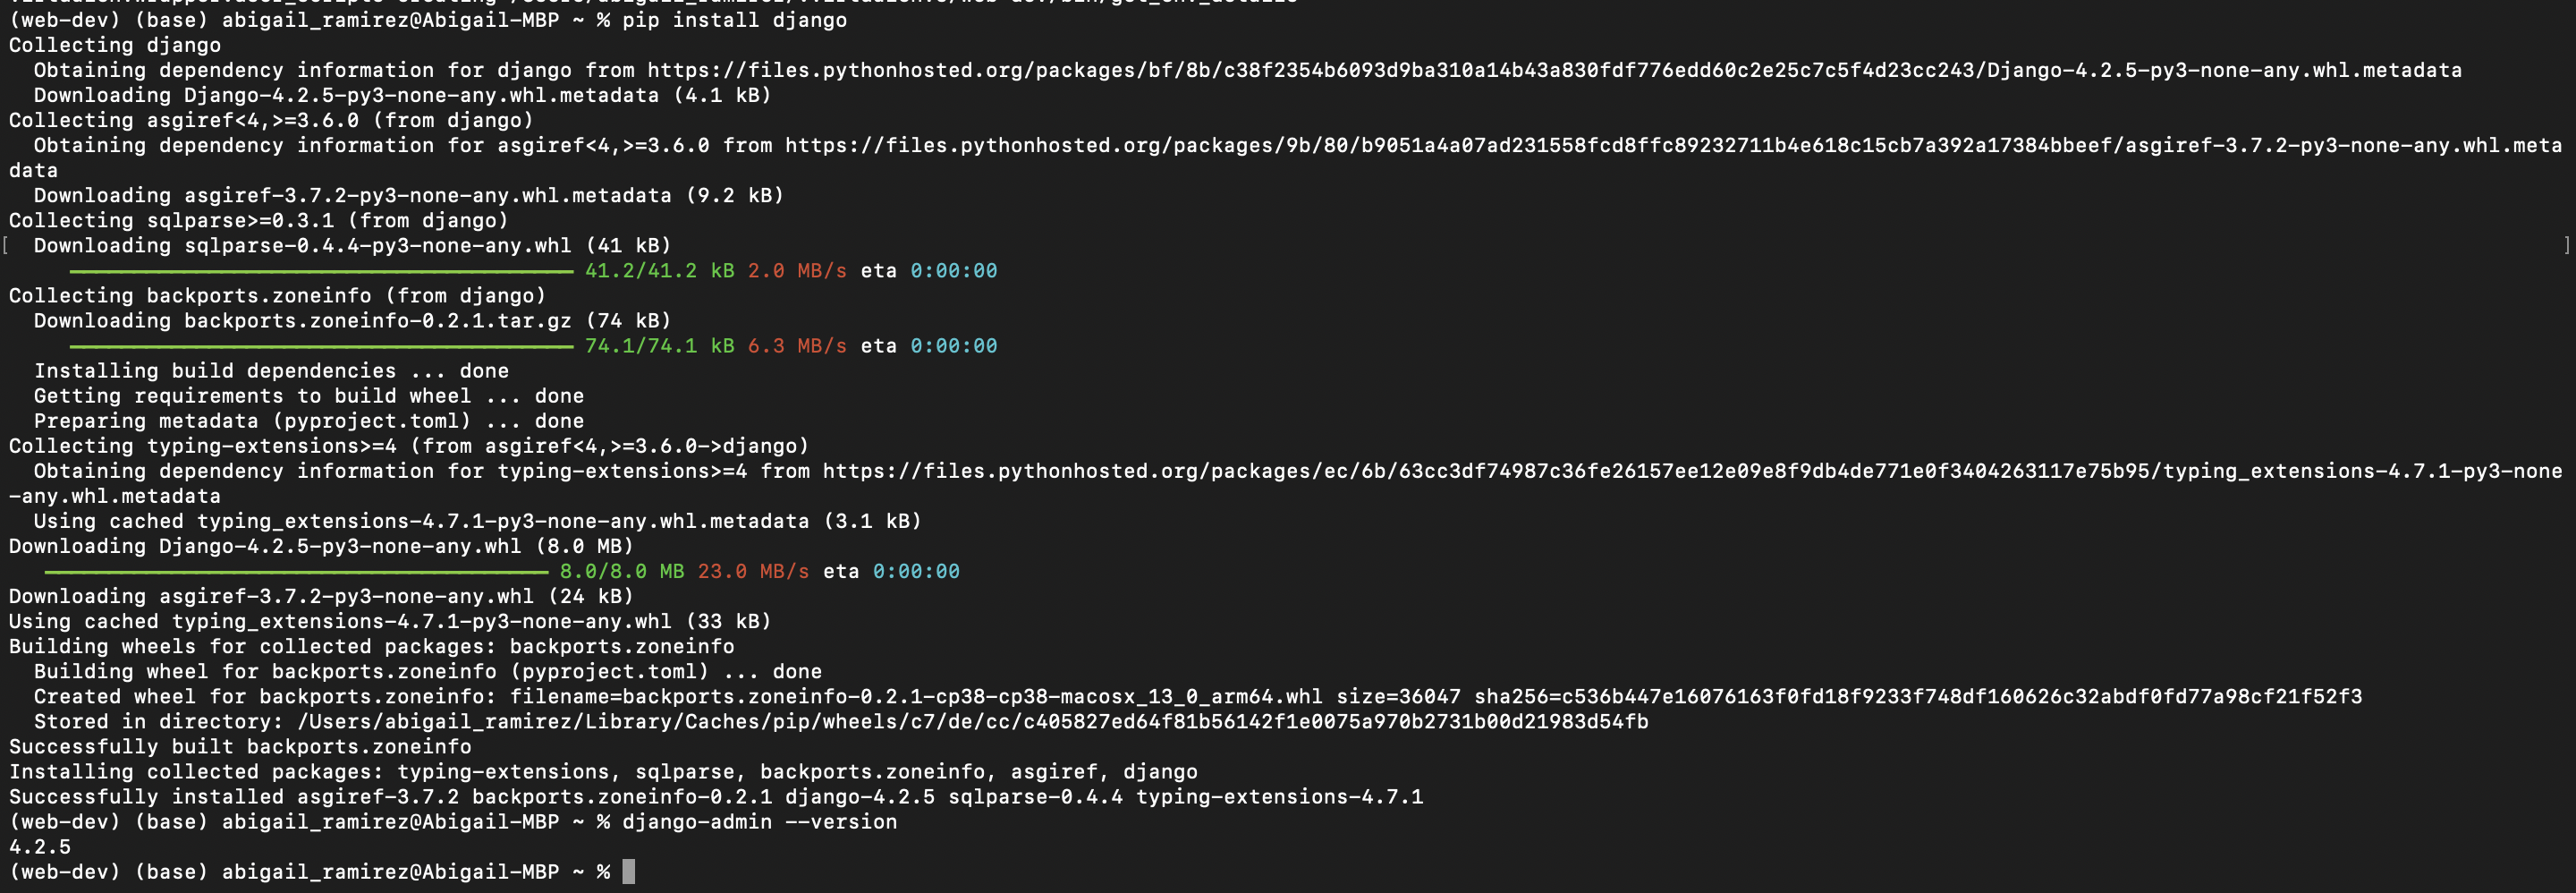 (web-dev) (base) abigail_ramirez@Abigail-MBP ~ % pip install django
Collecting django
  Obtaining dependency information for django from https://files.pythonhosted.org/packages/bf/8b/c38f2354b6093d9ba310a14b43a830fdf776edd60c2e25c7c5f4d23cc243/Django-4.2.5-py3-none-any.whl.metadata
  Downloading Django-4.2.5-py3-none-any.whl.metadata (4.1 kB)
Collecting asgiref<4,>=3.6.0 (from django)
  Obtaining dependency information for asgiref<4,>=3.6.0 from https://files.pythonhosted.org/packages/9b/80/b9051a4a07ad231558fcd8ffc89232711b4e618c15cb7a392a17384bbeef/asgiref-3.7.2-py3-none-any.whl.meta
data
  Downloading asgiref-3.7.2-py3-none-any.whl.metadata (9.2 kB)
Collecting sqlparse>=0.3.1 (from django)
[ Downloading sqlparse-0.4.4-py3-none-any.whl (41 kB) ]
41.2/41.2 kB 2.0 MB/s eta 0:00:00
Collecting backports.zoneinfo (from django)
  Downloading backports.zoneinfo-0.2.1.tar.gz (74 kB)
74.1/74.1 kB 6.3 MB/s eta 0:00:00
  Installing build dependencies ... done
  Getting requirements to build wheel ... done
  Preparing metadata (pyproject.toml) ... done
Collecting typing-extensions>=4 (from asgiref<4,>=3.6.0->django)
  Obtaining dependency information for typing-extensions>=4 from https://files.pythonhosted.org/packages/ec/6b/63cc3df74987c36fe26157ee12e09e8f9db4de771e0f3404263117e75b95/typing_extensions-4.7.1-py3-none
-any.whl.metadata
  Using cached typing_extensions-4.7.1-py3-none-any.whl.metadata (3.1 kB)
Downloading Django-4.2.5-py3-none-any.whl (8.0 MB)
8.0/8.0 MB 23.0 MB/s eta 0:00:00
Downloading asgiref-3.7.2-py3-none-any.whl (24 kB)
Using cached typing_extensions-4.7.1-py3-none-any.whl (33 kB)
Building wheels for collected packages: backports.zoneinfo
  Building wheel for backports.zoneinfo (pyproject.toml) ... done
  Created wheel for backports.zoneinfo: filename=backports.zoneinfo-0.2.1-cp38-cp38-macosx_13_0_arm64.whl size=36047 sha256=c536b447e16076163f0fd18f9233f748df160626c32abdf0fd77a98cf21f52f3
  Stored in directory: /Users/abigail_ramirez/Library/Caches/pip/wheels/c7/de/cc/c405827ed64f81b56142f1e0075a970b2731b00d21983d54fb
Successfully built backports.zoneinfo
Installing collected packages: typing-extensions, sqlparse, backports.zoneinfo, asgiref, django
Successfully installed asgiref-3.7.2 backports.zoneinfo-0.2.1 django-4.2.5 sqlparse-0.4.4 typing-extensions-4.7.1
(web-dev) (base) abigail_ramirez@Abigail-MBP ~ % django-admin --version
4.2.5
(web-dev) (base) abigail_ramirez@Abigail-MBP ~ %